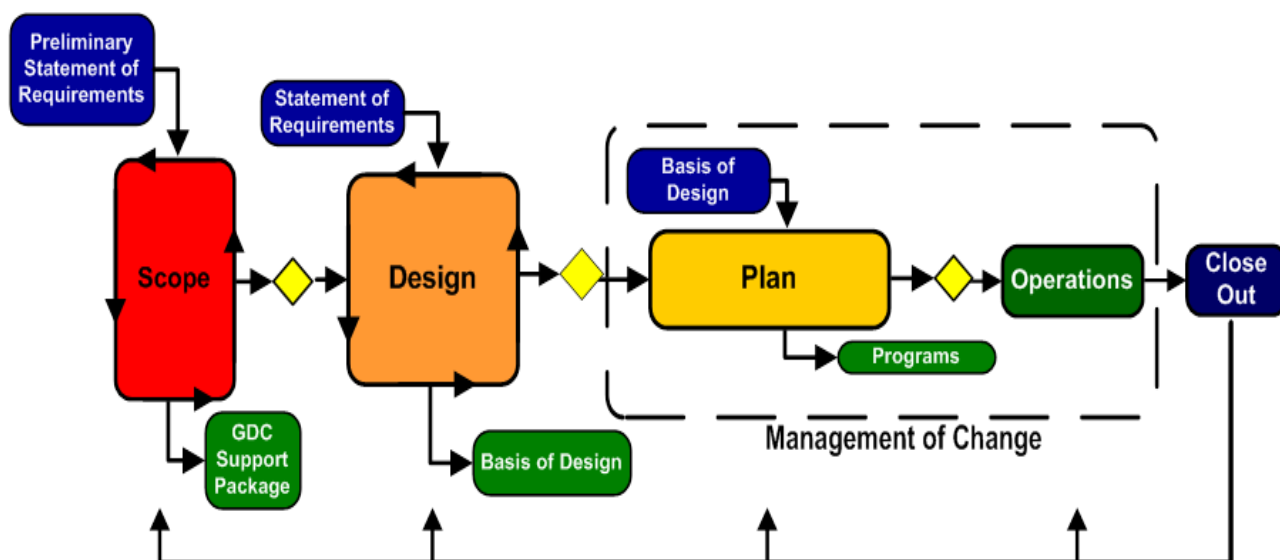 Preliminary
Statement of
Requirements
Statement of
Requirements
Basis of
Design
Scope
Design
Plan
Operations
Close
Out
Programs
GDC
Support
Package
Basis of Design
Management of Change